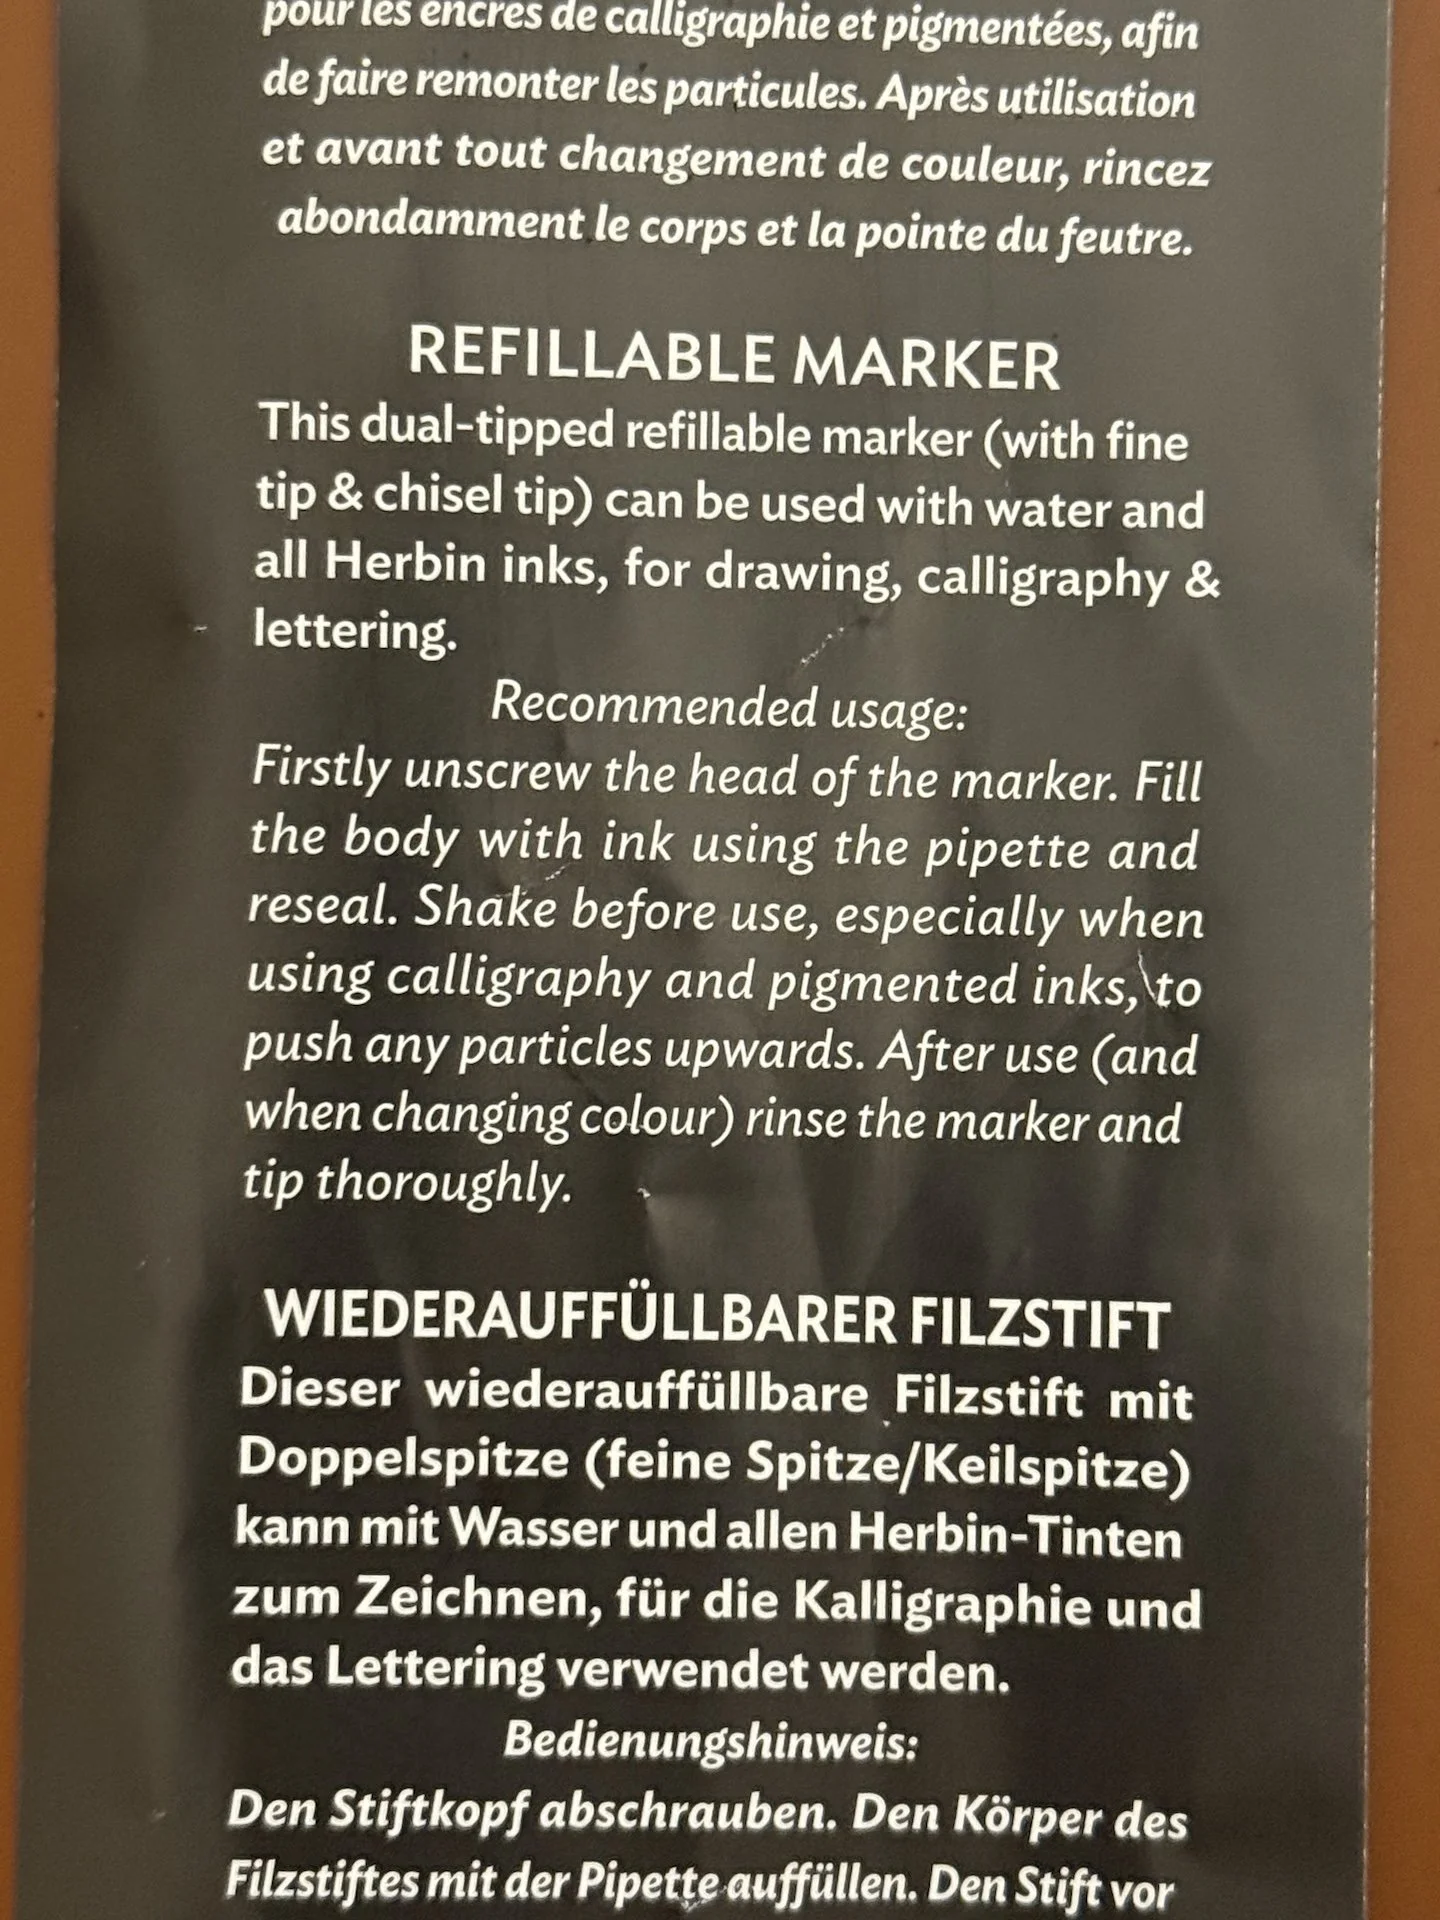 pour les encres de calligraphie et pigmentées, afin
de faire remonter les particules. Après utilisation
et avant tout changement de couleur, rincez
abondamment le corps et la pointe du feutre.
REFILLABLE MARKER
This dual-tipped refillable marker (with fine
tip & chisel tip) can be used with water and
all Herbin inks, for drawing, calligraphy &
lettering.
Recommended usage:
Firstly unscrew the head of the marker. Fill
the body with ink using the pipette and
reseal. Shake before use, especially when
using calligraphy and pigmented inks, to
push any particles upwards. After use (and
when changing colour) rinse the marker and
tip thoroughly.
WIEDERAUFFÜLLBARER FILZSTIFT
Dieser wiederauffüllbare Filzstift mit
Doppelspitze (feine Spitze/Keilspitze)
kann mit Wasser und allen Herbin-Tinten
zum Zeichnen, für die Kalligraphie und
das Lettering verwendet werden.
Bedienungshinweis:
Den Stiftkopf abschrauben. Den Körper des
Filzstiftes mit der Pipette auffüllen. Den Stift vor